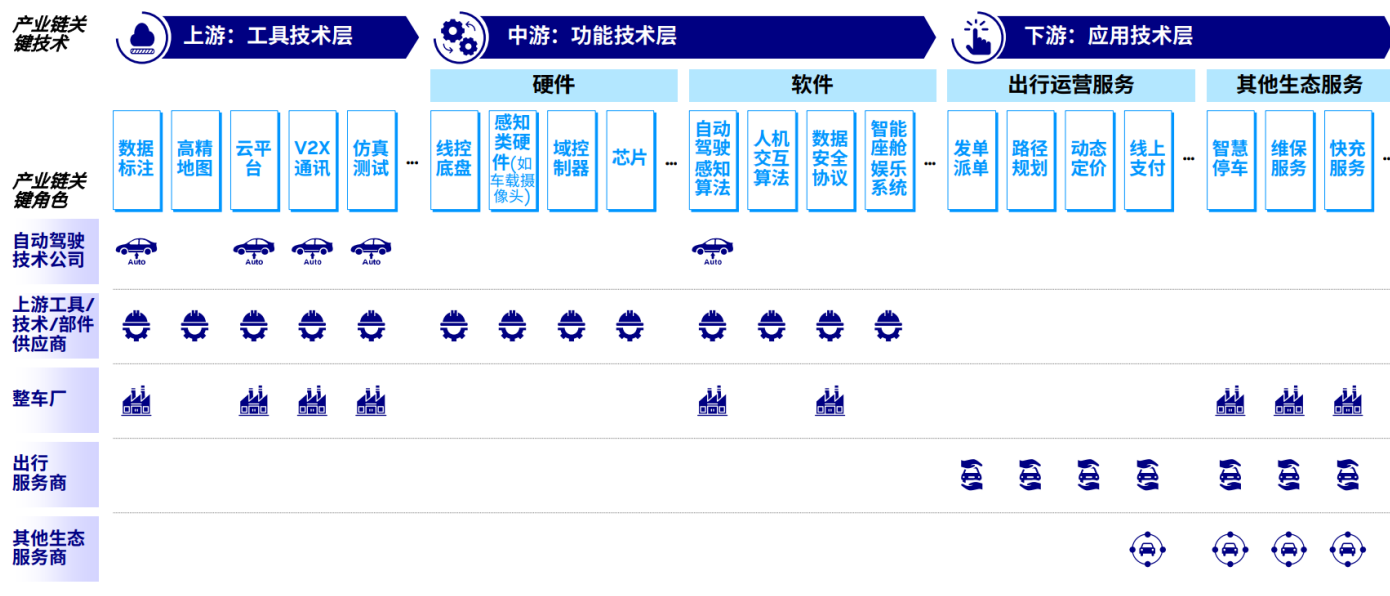 产业链关
键技术
上游：工具技术层
中游：功能技术层
下游：应用技术层
硬件
软件
出行运营服务
其他生态服务
产业链关
键角色
数据
标注
高精
地图
云平
台
V2X
通讯
仿真
测试
...
线控
底盘
感知
类硬
件(如
车载摄
像头)
域控
制器
芯片
...
自动
驾驶
感知
算法
人机
交互
算法
数据
安全
协议
智能
座舱
娱乐
系统
...
发单
派单
路径
规划
动态
定价
线上
支付
...
智慧
停车
维保
服务
快充
服务
...
自动驾驶
技术公司
Auto
Auto
Auto
Auto
Auto
上游工具/
技术/部件
供应商
整车厂
出行
服务商
其他生态
服务商